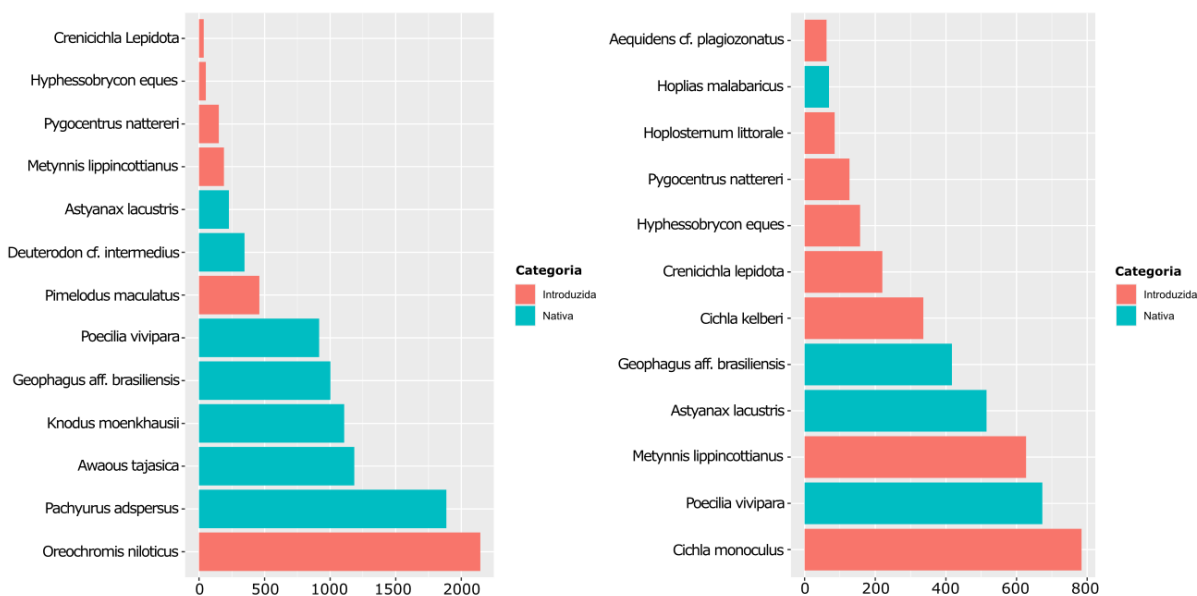 Crenicichla Lepidota
Hyphessobrycon eques
Pygocentrus nattereri
Metynnis lippincottianus
Astyanax lacustris
Deuterodon cf. intermedius
Pimelodus maculatus
Poecilia vivipara
Geophagus aff. brasiliensis
Knodus moenkhausii
Awaous tajasica
Pachyurus adspersus
Oreochromis niloticus
0 500 1000 1500 2000
Categoria
Introduzida
Nativa
Aequidens cf. plagiozonatus
Hoplias malabaricus
Hoplosternum littorale
Pygocentrus nattereri
Hyphessobrycon eques
Crenicichla lepidota
Cichla kelberi
Geophagus aff. brasiliensis
Astyanax lacustris
Metynnis lippincottianus
Poecilia vivipara
Cichla monoculus
0 200 400 600 800
Categoria
Introduzida
Nativa